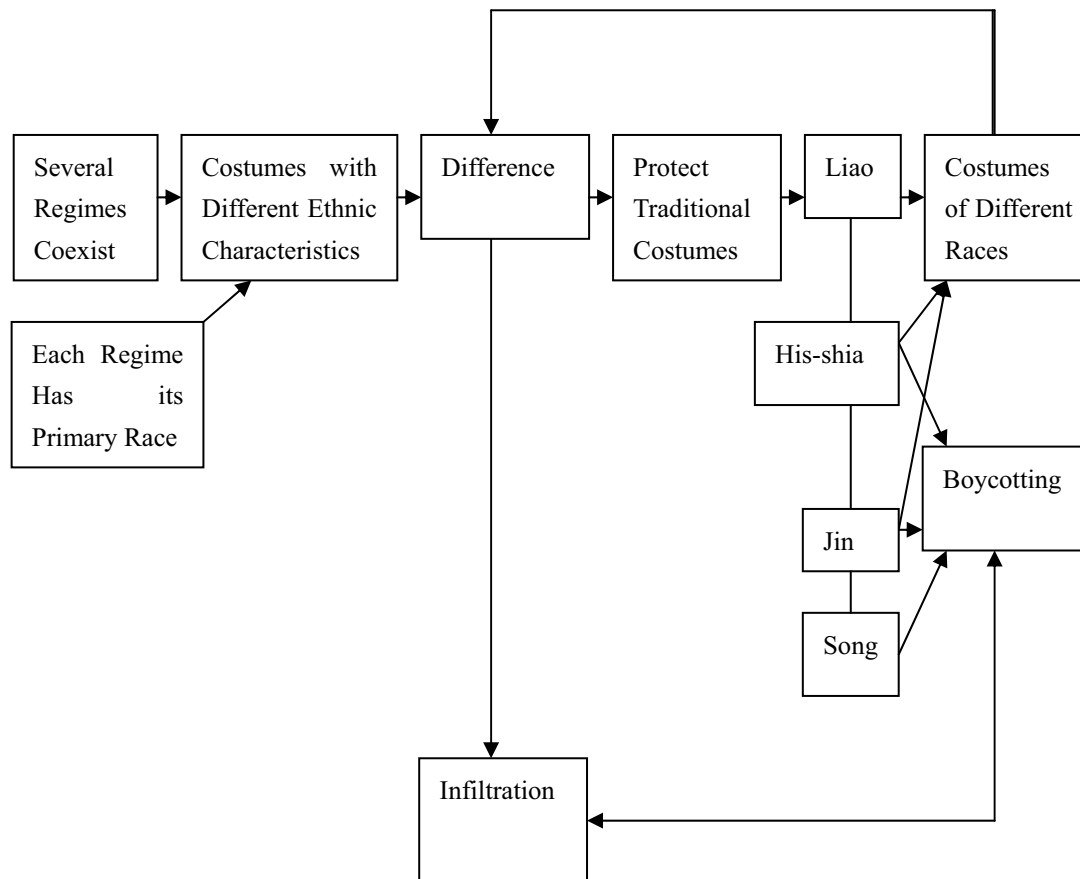 Several
Regimes
Coexist
Costumes with
Different Ethnic
Characteristics
Difference
Protect
Traditional
Costumes
Liao
Costumes
of Different
Races
Each Regime
Has its
Primary Race
His-shia
Boycotting
Jin
Song
Infiltration